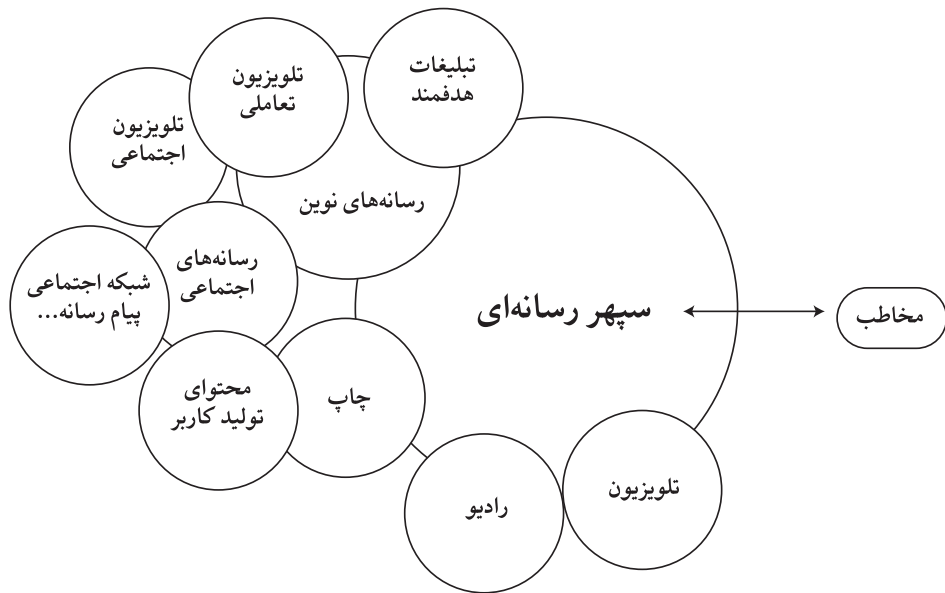 تبلیغات
هدفمند
تلویزیون
تعاملی
تلویزیون
اجتماعی
رسانه‌های نوین
رسانه‌های
اجتماعی
شبکه اجتماعی
پیام رسانه...
سپهر رسانه‌ای
مخاطب
محتوای
تولید کاربر
چاپ
تلویزیون
رادیو